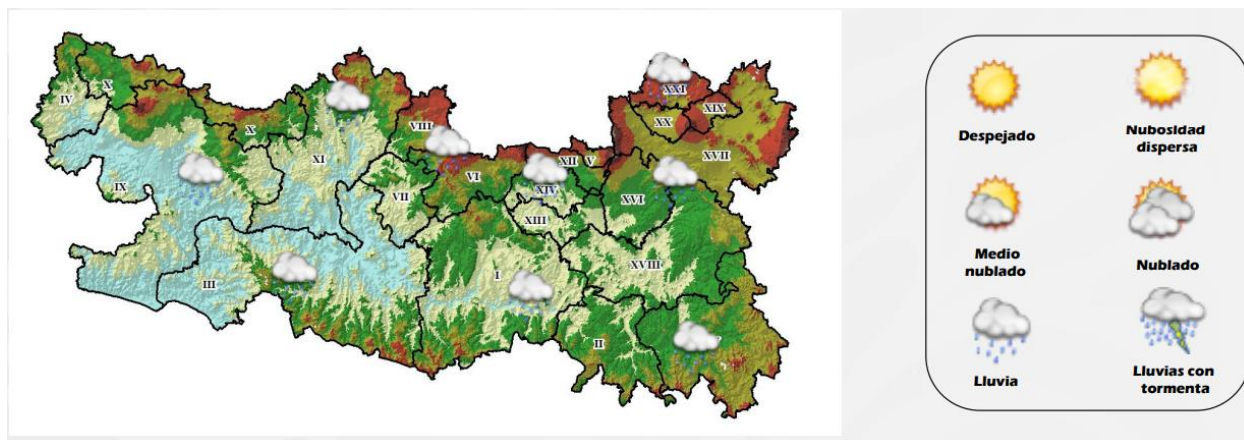 XXI
X
IV
XIX
X
VIII
XX
XII
V
XVII
XI
VI
IX
VII
XIV
XVI
XIII
XVIII
III
I
II
Despejado
Nubosidad
dispersa
Medio
nublado
Nublado
Lluvia
Lluvias con
tormenta